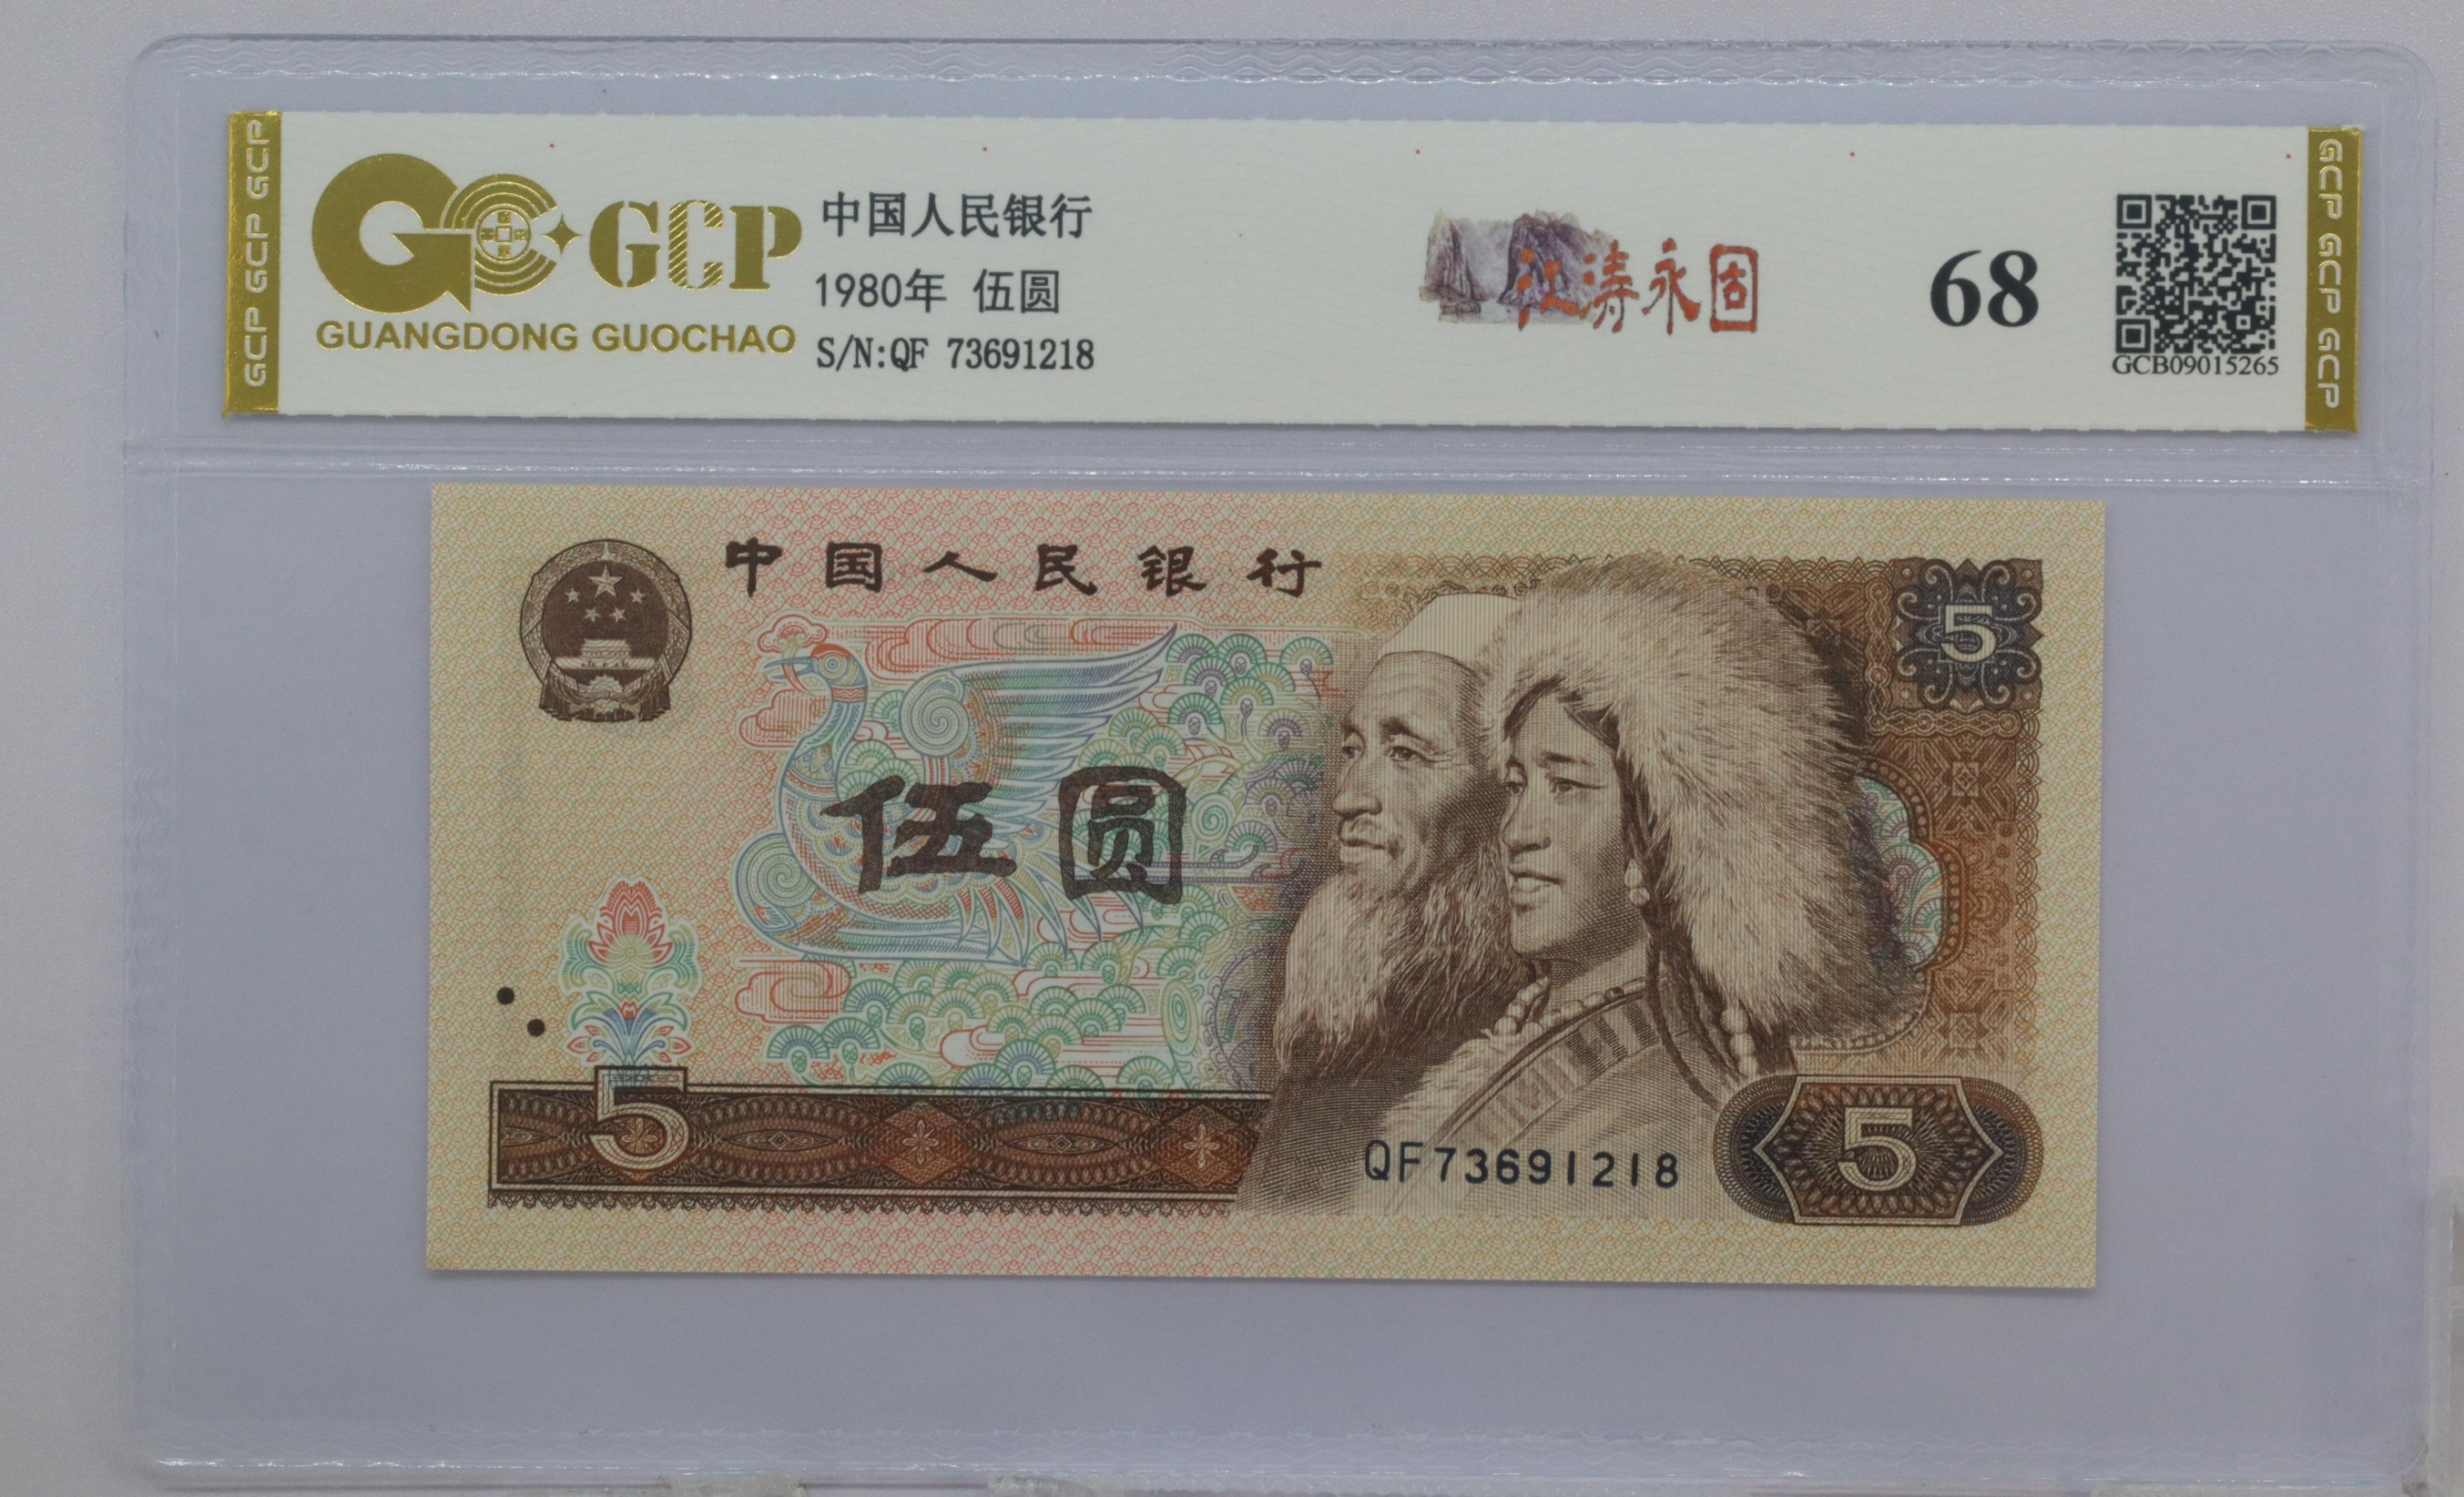 GCP GCP GCP
GCP
GUANGDONG GUOCHAO
中国人民银行
1980年 伍圆
S/N:QF 73691218
江涛永固
68
GCB09015265
GCP GCP GCP
中国人民银行
5
伍圆
5
QF73691218
5